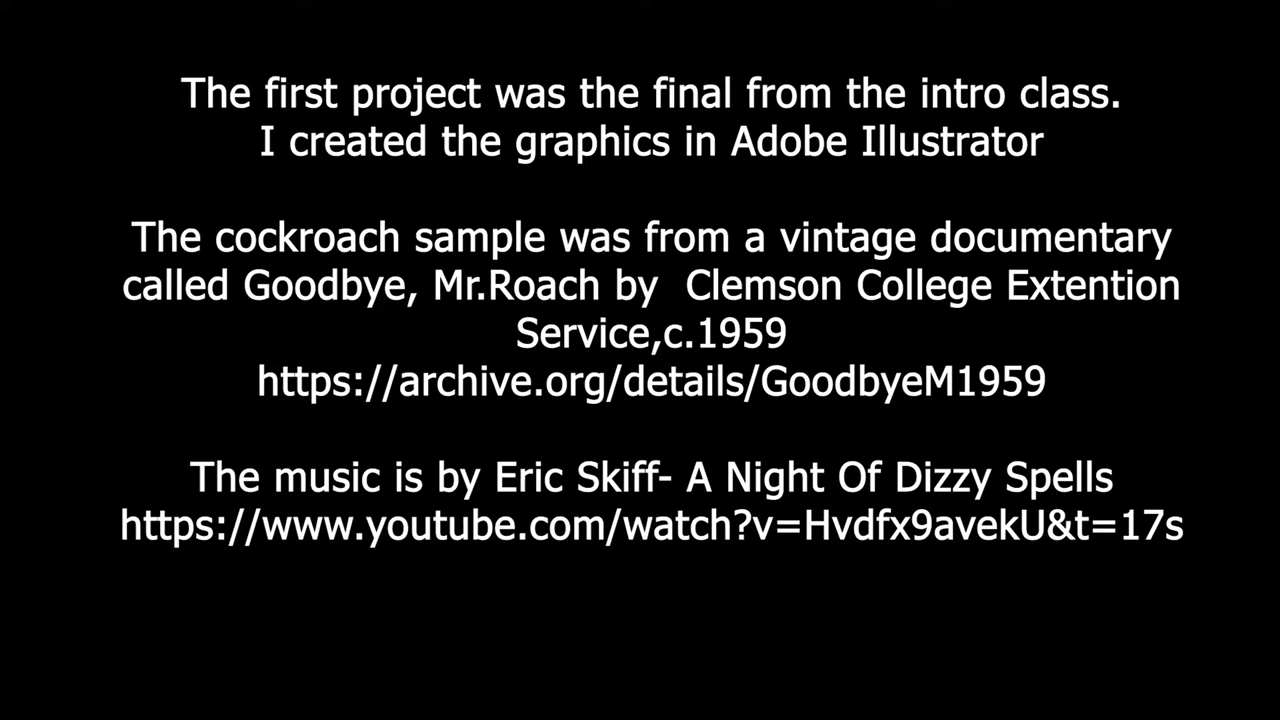 The first project was the final from the intro class.
I created the graphics in Adobe Illustrator
The cockroach sample was from a vintage documentary
called Goodbye, Mr.Roach by  Clemson College Extention
Service,c.1959
https://archive.org/details/GoodbyeM1959
The music is by Eric Skiff- A Night Of Dizzy Spells
https://www.youtube.com/watch?v=Hvdfx9avekU&t=17s